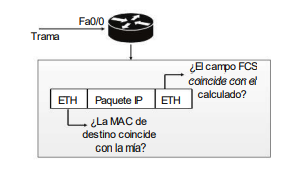 Fa0/0
Trama
¿El campo FCS
coincide con el
calculado?
ETH
Paquete IP
ETH
¿La MAC de
destino coincide
con la mía?